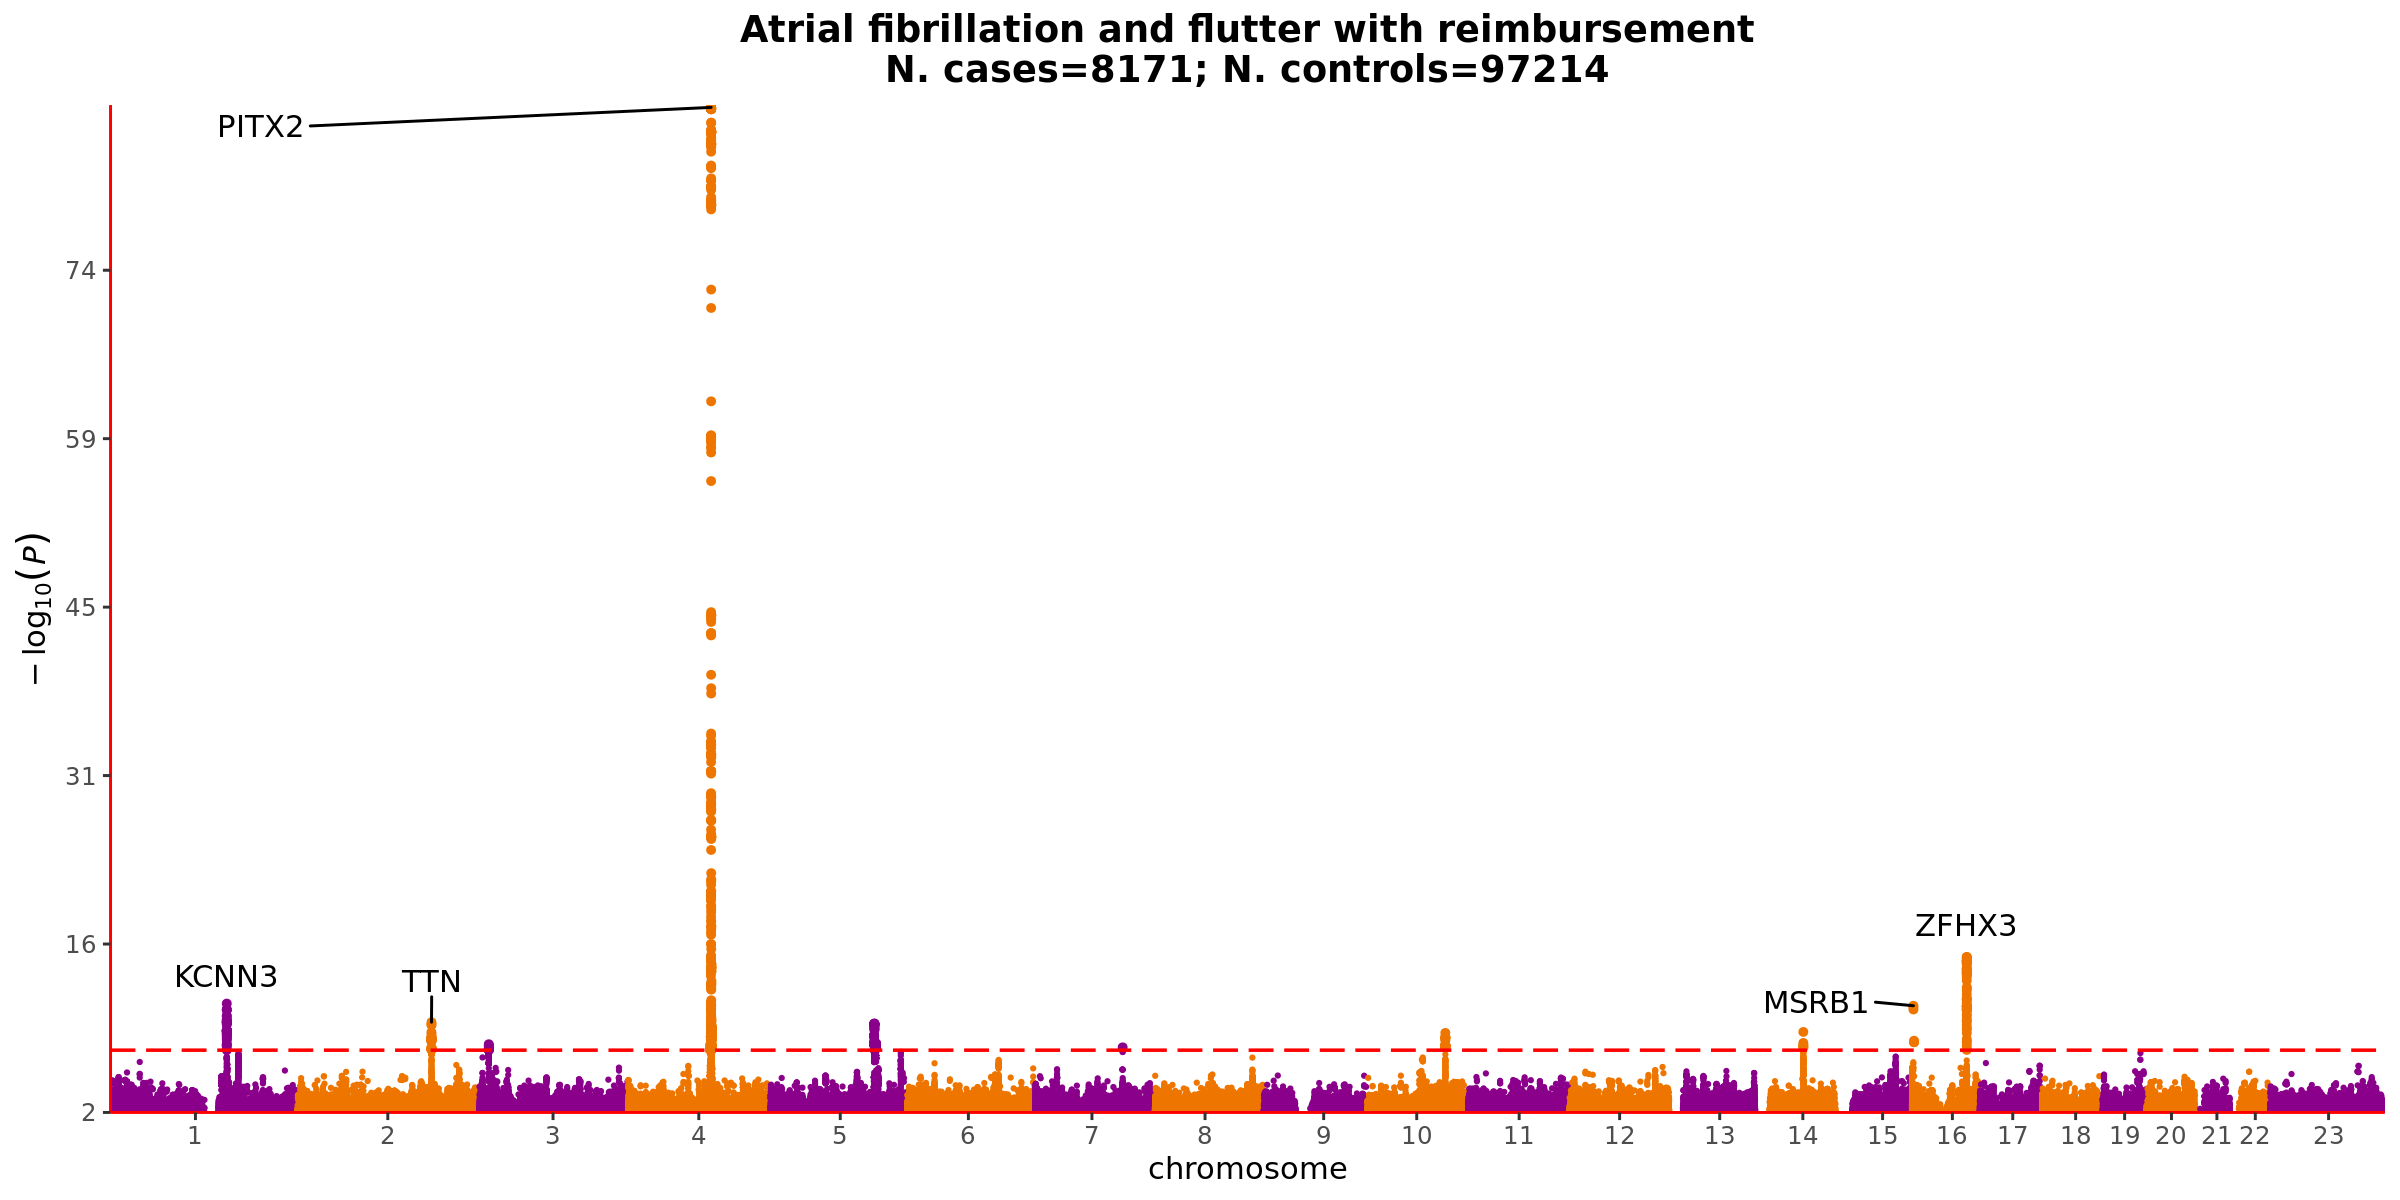 Atrial fibrillation and flutter with reimbursement
N. cases=8171; N. controls=97214
PITX2
74
59
− log10(P)
45
31
16
ZFHX3
KCNN3
TTN
MSRB1
2
1 2 3 4 5 6 7 8 9 10 11 12 13 14 15 16 17 18 19 20 21 22 23
chromosome